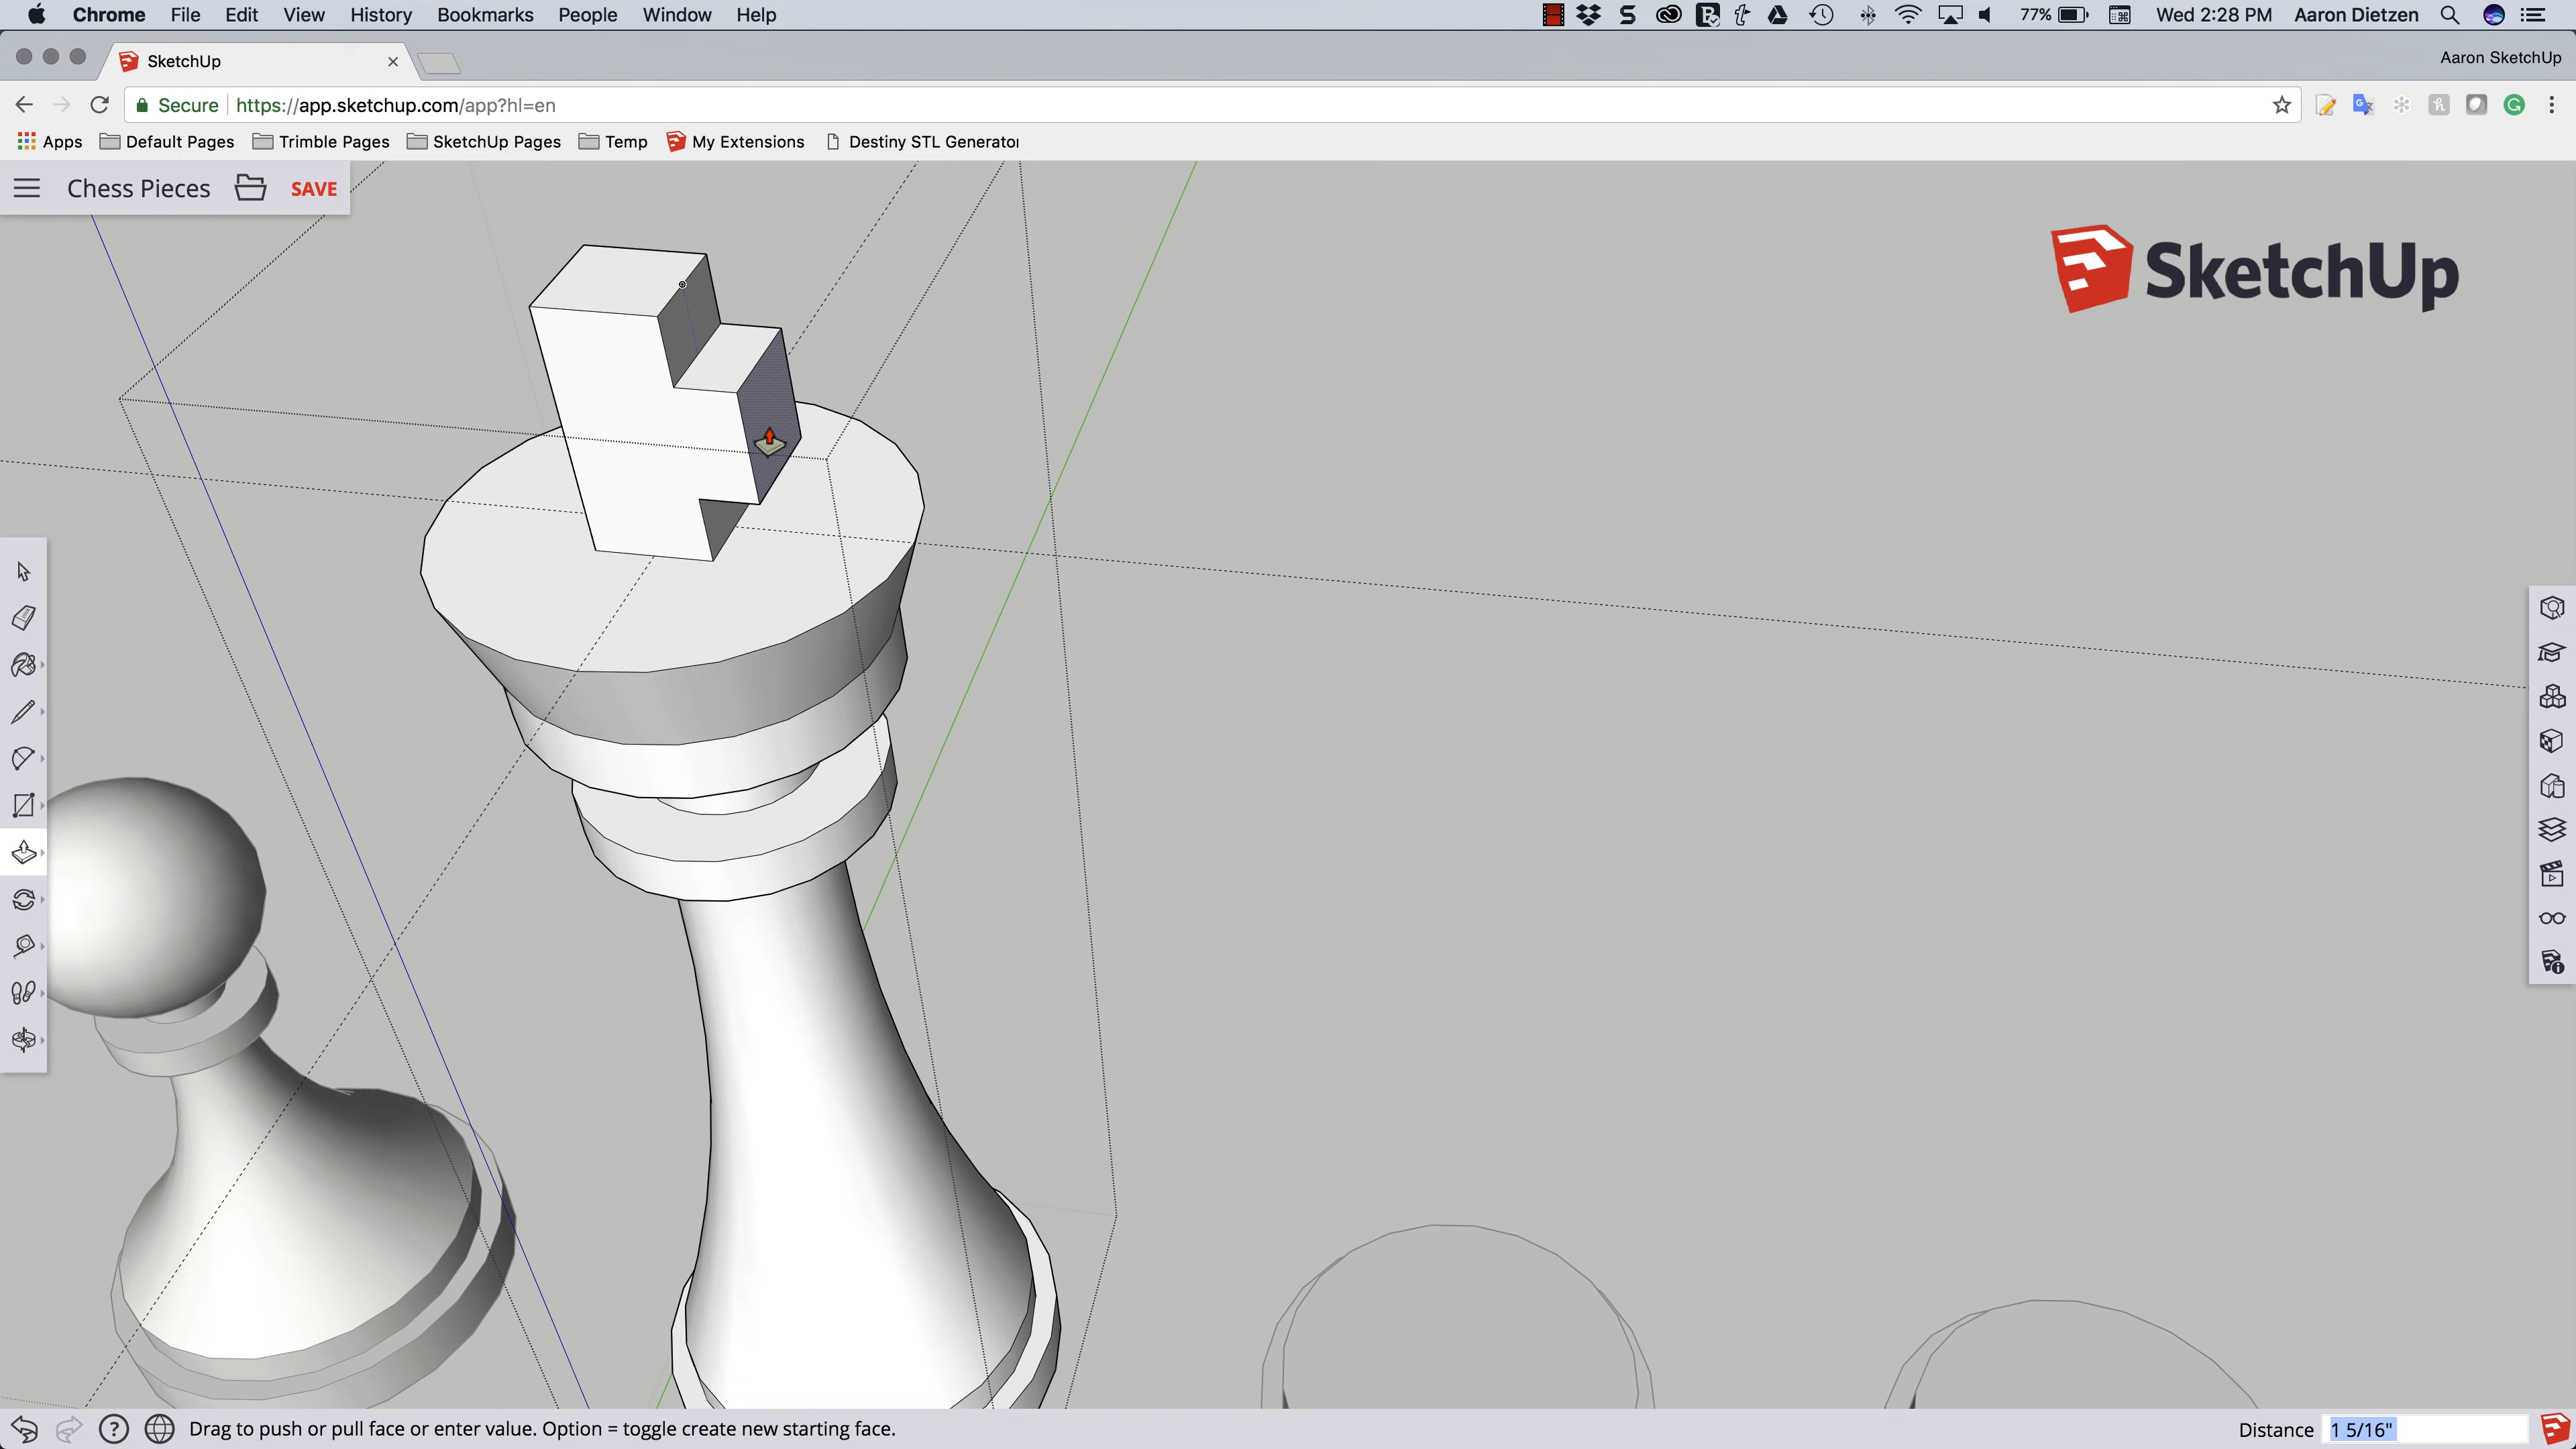 Chrome File Edit View History Bookmarks People Window Help 77% Wed 2:28 PM Aaron Dietzen
SketchUp Aaron SketchUp
Secure https://app.sketchup.com/app?hl=en
Apps Default Pages Trimble Pages SketchUp Pages Temp My Extensions Destiny STL Generator
Chess Pieces SAVE
SketchUp
Drag to push or pull face or enter value. Option = toggle create new starting face. Distance 1 5/16"